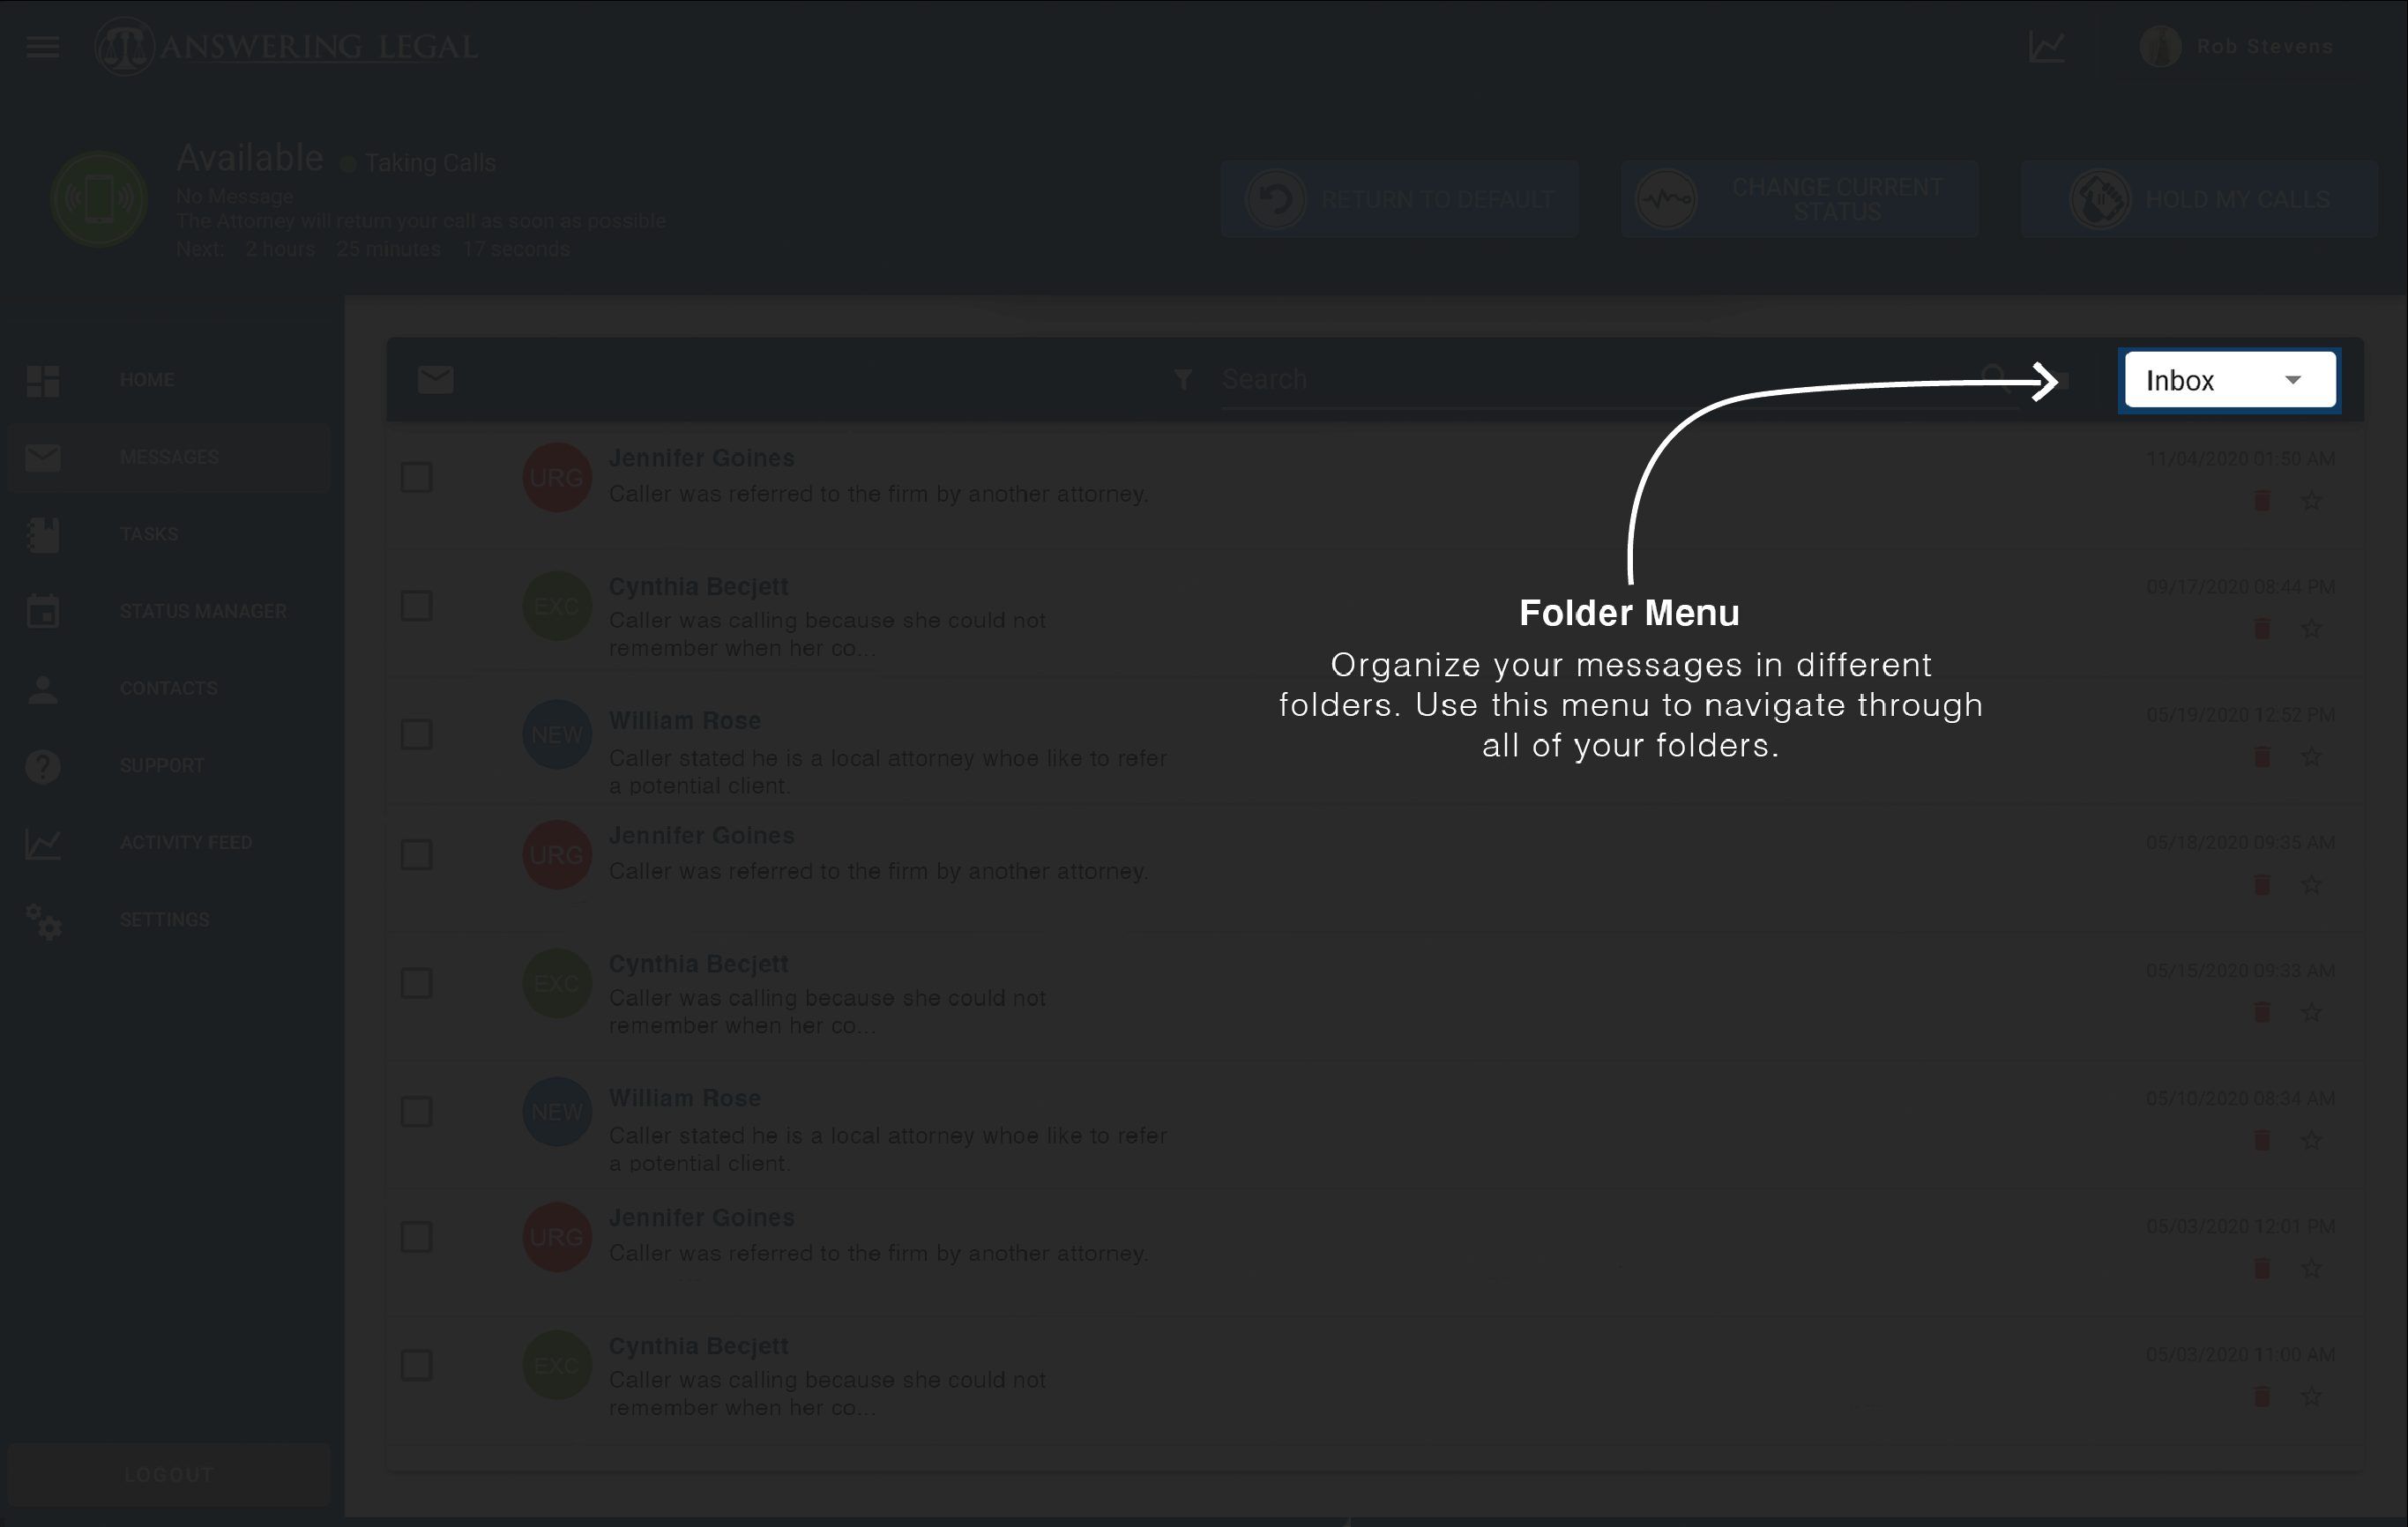 ANSWERING LEGAL
Rob Stevens
Available
Taking Calls
No Message
The Attorney will return your call as soon as possible
Next: 2 hours 25 minutes 17 seconds
RETURN TO DEFAULT
CHANGE CURRENT
STATUS
HOLD MY CALLS
HOME
MESSAGES
TASKS
STATUS MANAGER
CONTACTS
SUPPORT
ACTIVITY FEED
SETTINGS
LOGOUT
Search
Inbox
Folder Menu
Organize your messages in different
folders. Use this menu to navigate through
all of your folders.
URG
Jennifer Goines
11/04/2020 01:50 AM
Caller was referred to the firm by another attorney.
EXC
Cynthia Becjett
09/17/2020 08:44 PM
Caller was calling because she could not
remember when her co...
NEW
William Rose
05/19/2020 12:52 PM
Caller stated he is a local attorney whoe like to refer
a potential client.
URG
Jennifer Goines
05/18/2020 09:35 AM
Caller was referred to the firm by another attorney.
EXC
Cynthia Becjett
05/15/2020 09:33 AM
Caller was calling because she could not
remember when her co...
NEW
William Rose
05/10/2020 08:34 AM
Caller stated he is a local attorney whoe like to refer
a potential client.
URG
Jennifer Goines
05/03/2020 12:01 PM
Caller was referred to the firm by another attorney.
EXC
Cynthia Becjett
05/03/2020 11:00 AM
Caller was calling because she could not
remember when her co...